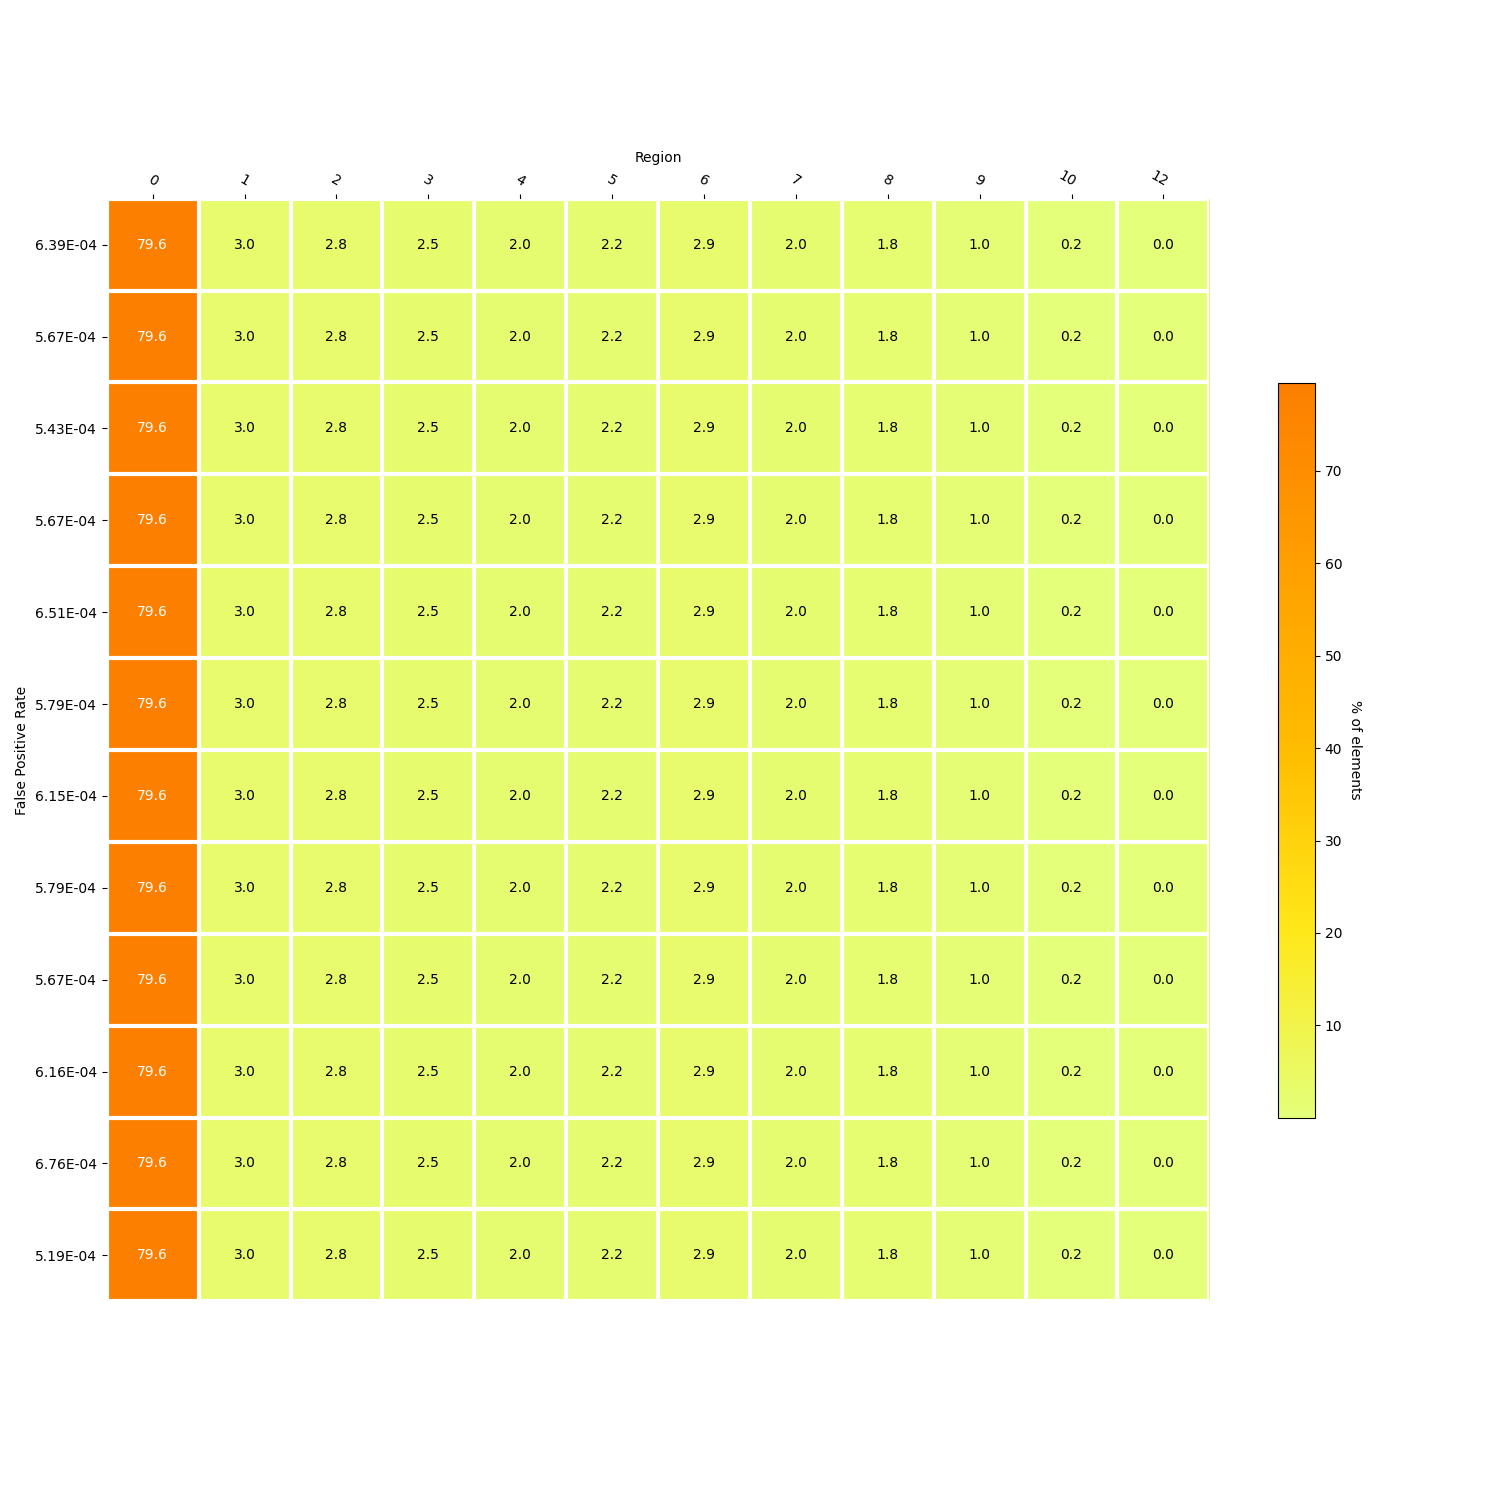 Region
0 1 2 3 4 5 6 7 8 9 10 12
6.39E-04 79.6 3.0 2.8 2.5 2.0 2.2 2.9 2.0 1.8 1.0 0.2 0.0
5.67E-04 79.6 3.0 2.8 2.5 2.0 2.2 2.9 2.0 1.8 1.0 0.2 0.0
5.43E-04 79.6 3.0 2.8 2.5 2.0 2.2 2.9 2.0 1.8 1.0 0.2 0.0
5.67E-04 79.6 3.0 2.8 2.5 2.0 2.2 2.9 2.0 1.8 1.0 0.2 0.0
6.51E-04 79.6 3.0 2.8 2.5 2.0 2.2 2.9 2.0 1.8 1.0 0.2 0.0
5.79E-04 79.6 3.0 2.8 2.5 2.0 2.2 2.9 2.0 1.8 1.0 0.2 0.0
6.15E-04 79.6 3.0 2.8 2.5 2.0 2.2 2.9 2.0 1.8 1.0 0.2 0.0
5.79E-04 79.6 3.0 2.8 2.5 2.0 2.2 2.9 2.0 1.8 1.0 0.2 0.0
5.67E-04 79.6 3.0 2.8 2.5 2.0 2.2 2.9 2.0 1.8 1.0 0.2 0.0
6.16E-04 79.6 3.0 2.8 2.5 2.0 2.2 2.9 2.0 1.8 1.0 0.2 0.0
6.76E-04 79.6 3.0 2.8 2.5 2.0 2.2 2.9 2.0 1.8 1.0 0.2 0.0
5.19E-04 79.6 3.0 2.8 2.5 2.0 2.2 2.9 2.0 1.8 1.0 0.2 0.0
False Positive Rate
70
60
50
40
30
20
10
% of elements